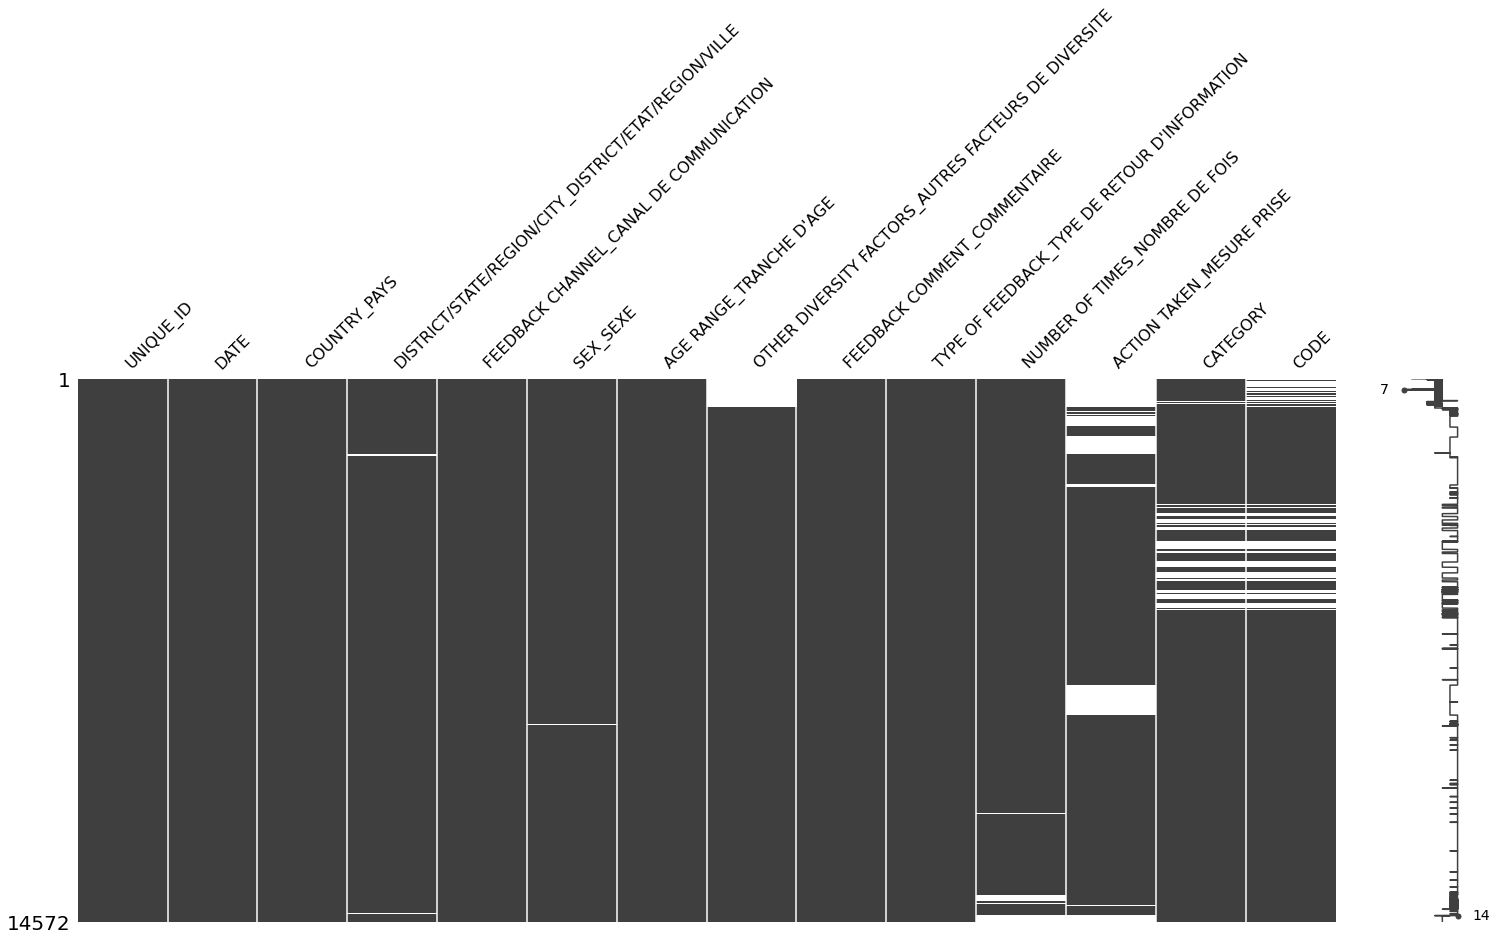 UNIQUE_ID
DATE
COUNTRY_PAYS
DISTRICT/STATE/REGION/CITY_DISTRICT/ETAT/REGION/VILLE
FEEDBACK CHANNEL_CANAL DE COMMUNICATION
SEX_SEXE
AGE RANGE_TRANCHE D'AGE
OTHER DIVERSITY FACTORS_AUTRES FACTEURS DE DIVERSITE
FEEDBACK COMMENT_COMMENTAIRE
TYPE OF FEEDBACK_TYPE DE RETOUR D'INFORMATION
NUMBER OF TIMES_NOMBRE DE FOIS
ACTION TAKEN_MESURE PRISE
CATEGORY
CODE
1
7
14572
14